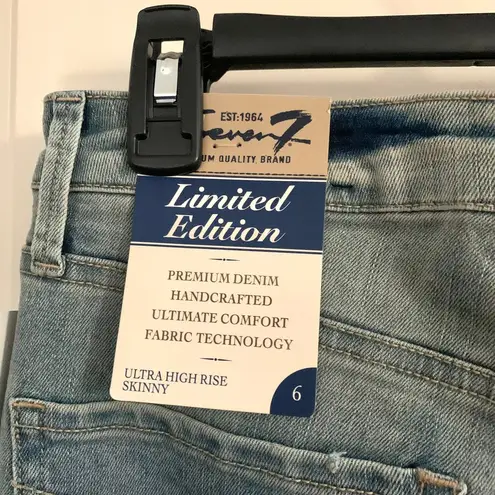 EST:1964
Seven7
QUALITY BRAND
Limited
Edition
PREMIUM DENIM
HANDCRAFTED
ULTIMATE COMFORT
FABRIC TECHNOLOGY
ULTRA HIGH RISE
SKINNY
6